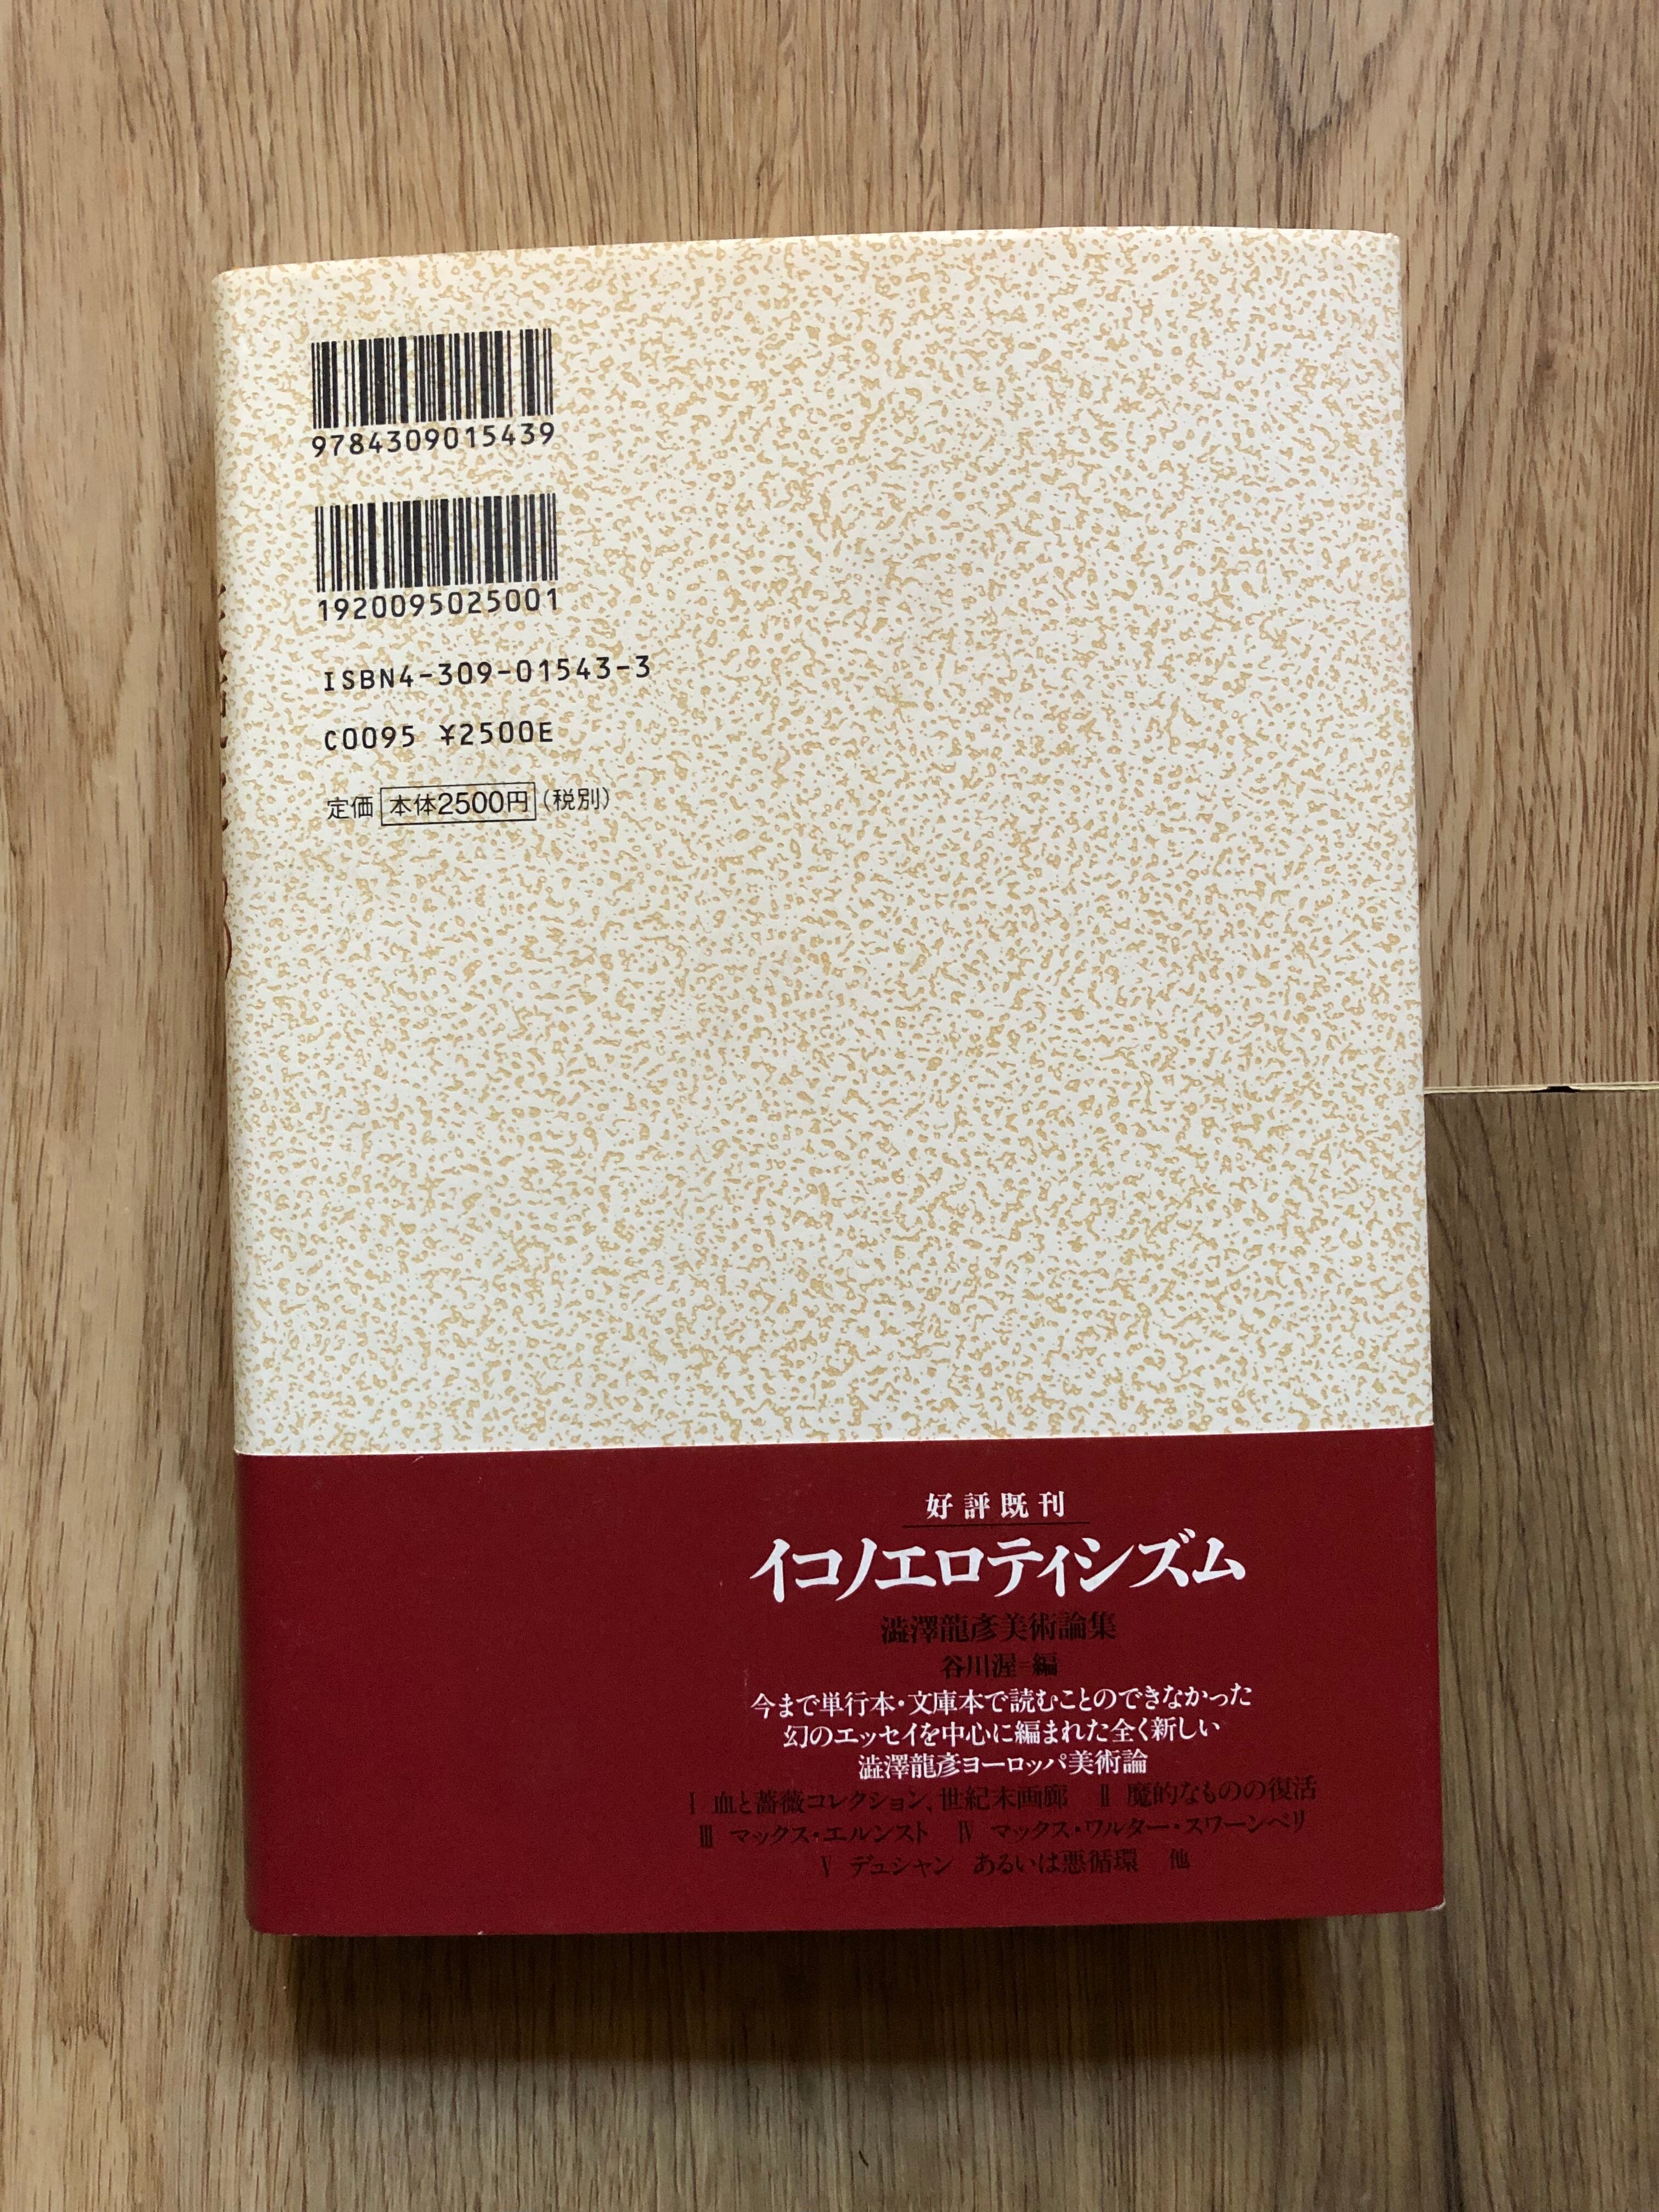 9784309015439
1920095025001
ISBN4-309-01543-3
C0095 ¥2500E
定価 本体2500円(税別)
好評既刊
イコノエロティシズム
澁澤龍彥美術論集
谷川渥=編
今まで単行本・文庫本で読むことのできなかった
幻のエッセイを中心に編まれた全く新しい
澁澤龍彥ヨーロッパ美術論
Ⅰ 血と薔薇コレクション、世紀末画廊 Ⅱ 魔的なものの復活
Ⅲ マックス・エルンスト Ⅳ マックス・ワルター・スワーンベリ
Ⅴ デュシャン あるいは悪循環 他